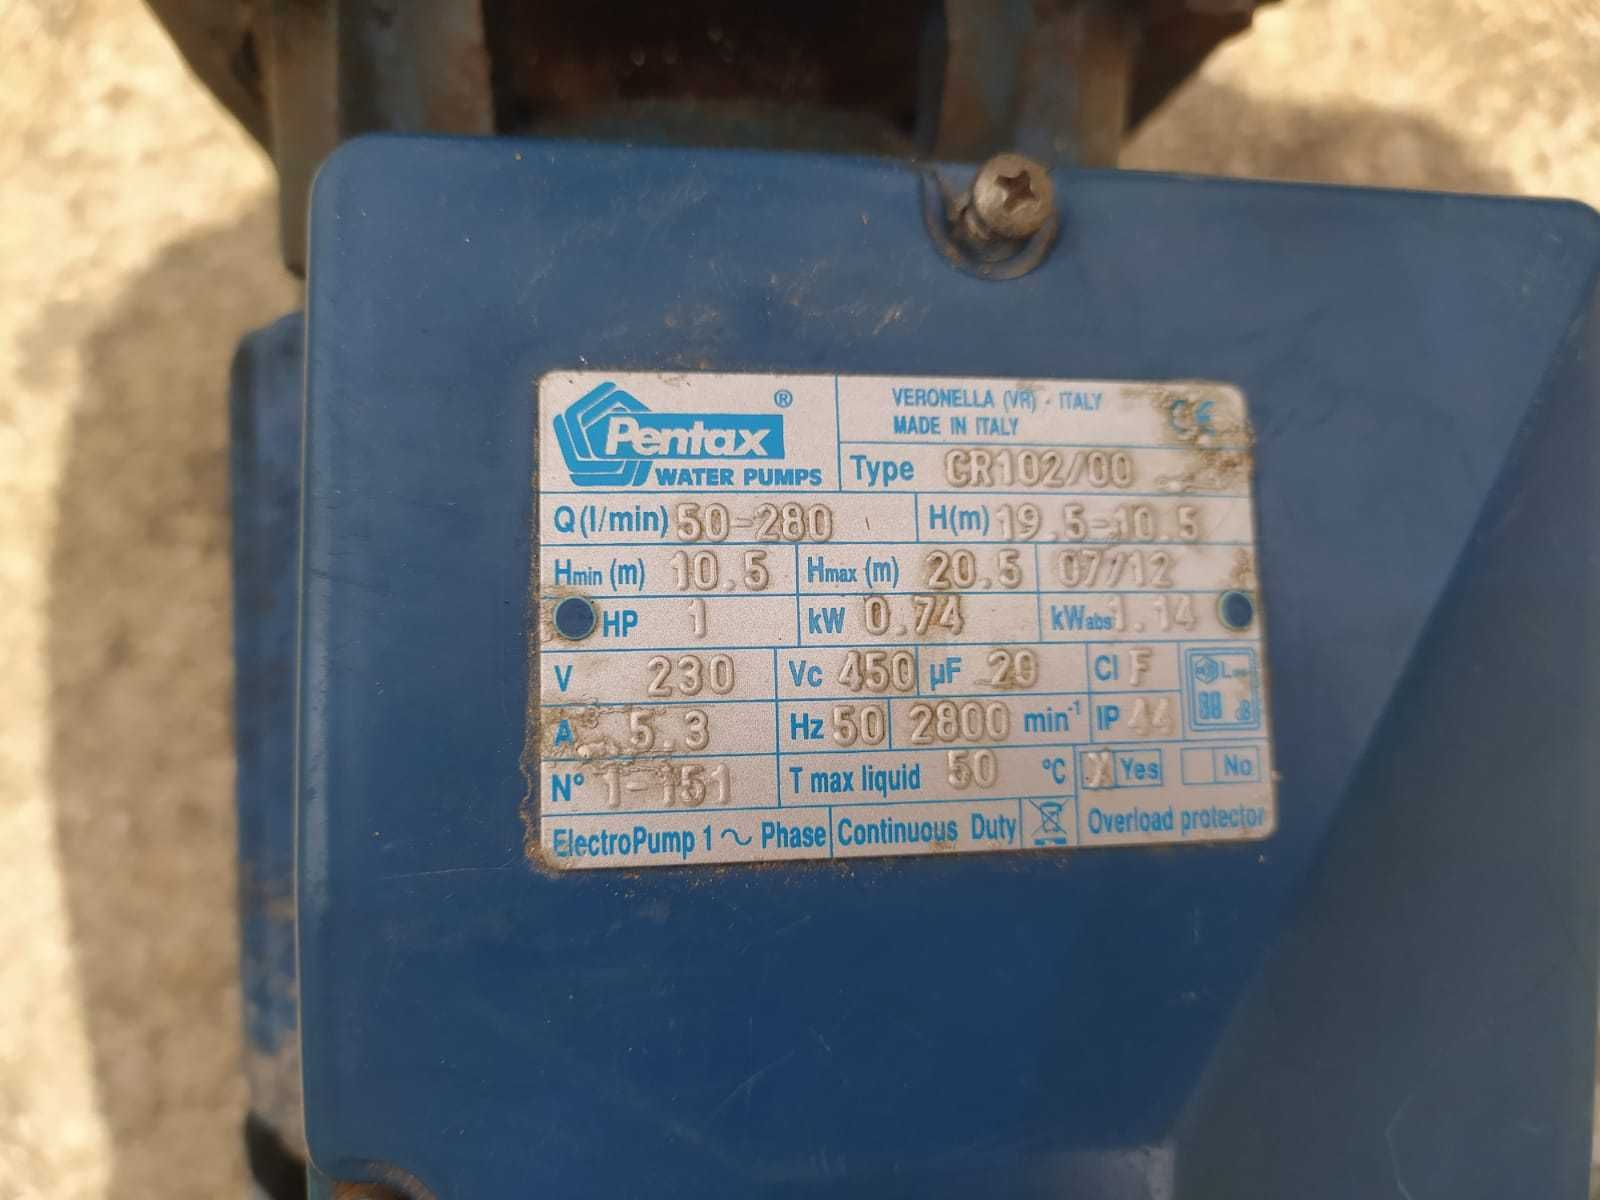 Pentax ®
WATER PUMPS
VERONELLA (VR) - ITALY
MADE IN ITALY
CE
Type CR102/00
Q (l/min) 50-280 H(m) 19.5-10.5
Hmin (m) 10.5 Hmax (m) 20.5 07/12
HP 1 kW 0.74 kWabs 1.14
V 230 Vc 450 µF 20 Cl F
A 5.3 Hz 50 2800 min-1 IP 44
dB
N° 1-151 T max liquid 50 °C X Yes No
ElectroPump 1 ~ Phase Continuous Duty Overload protector